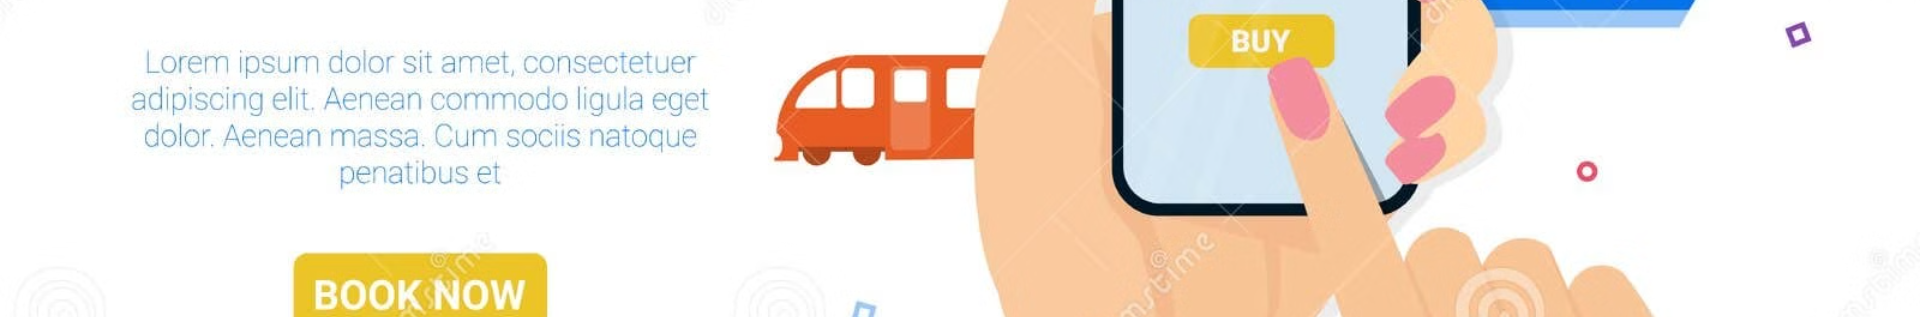 Lorem ipsum dolor sit amet, consectetuer
adipiscing elit. Aenean commodo ligula eget
dolor. Aenean massa. Cum sociis natoque
penatibus et
BOOK NOW
BUY